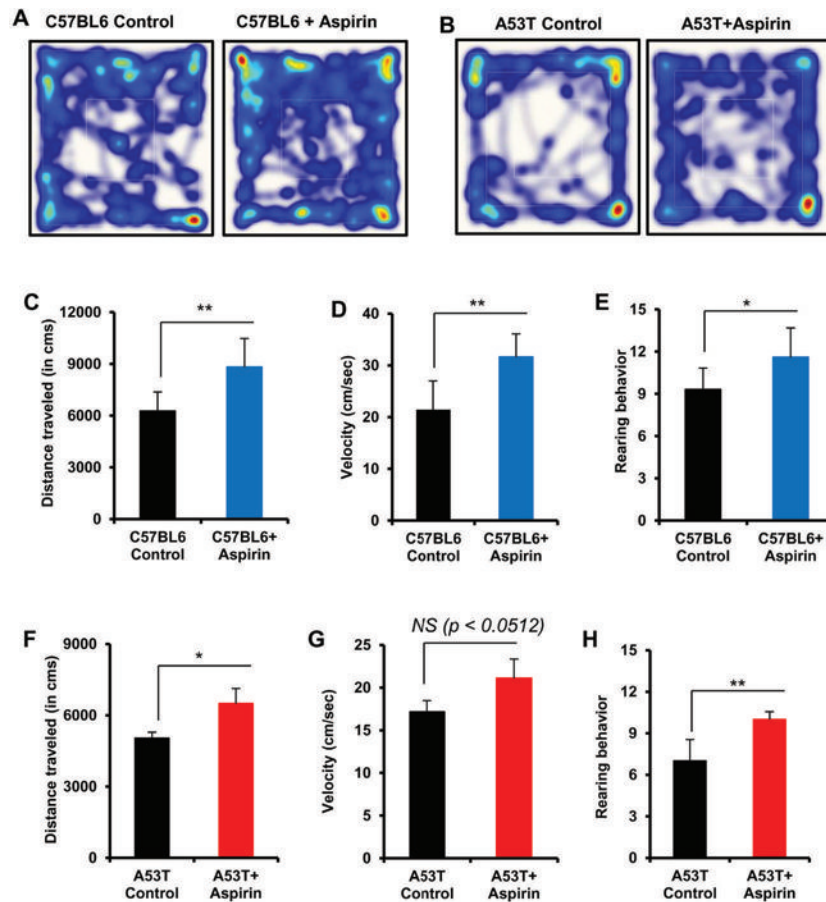 A
C57BL6 Control
C57BL6 + Aspirin
B
A53T Control
A53T+Aspirin
C
Distance traveled (in cms)
12000
9000
6000
3000
0
**
C57BL6
Control
C57BL6+
Aspirin
D
Velocity (cm/sec)
40
30
20
10
0
**
C57BL6
Control
C57BL6+
Aspirin
E
Rearing behavior
15
12
9
6
3
0
*
C57BL6
Control
C57BL6+
Aspirin
F
Distance traveled (in cms)
9000
6000
3000
0
*
A53T
Control
A53T+
Aspirin
G
Velocity (cm/sec)
25
20
15
10
5
0
NS (p < 0.0512)
A53T
Control
A53T+
Aspirin
H
Rearing behavior
15
12
9
6
3
0
**
A53T
Control
A53T+
Aspirin